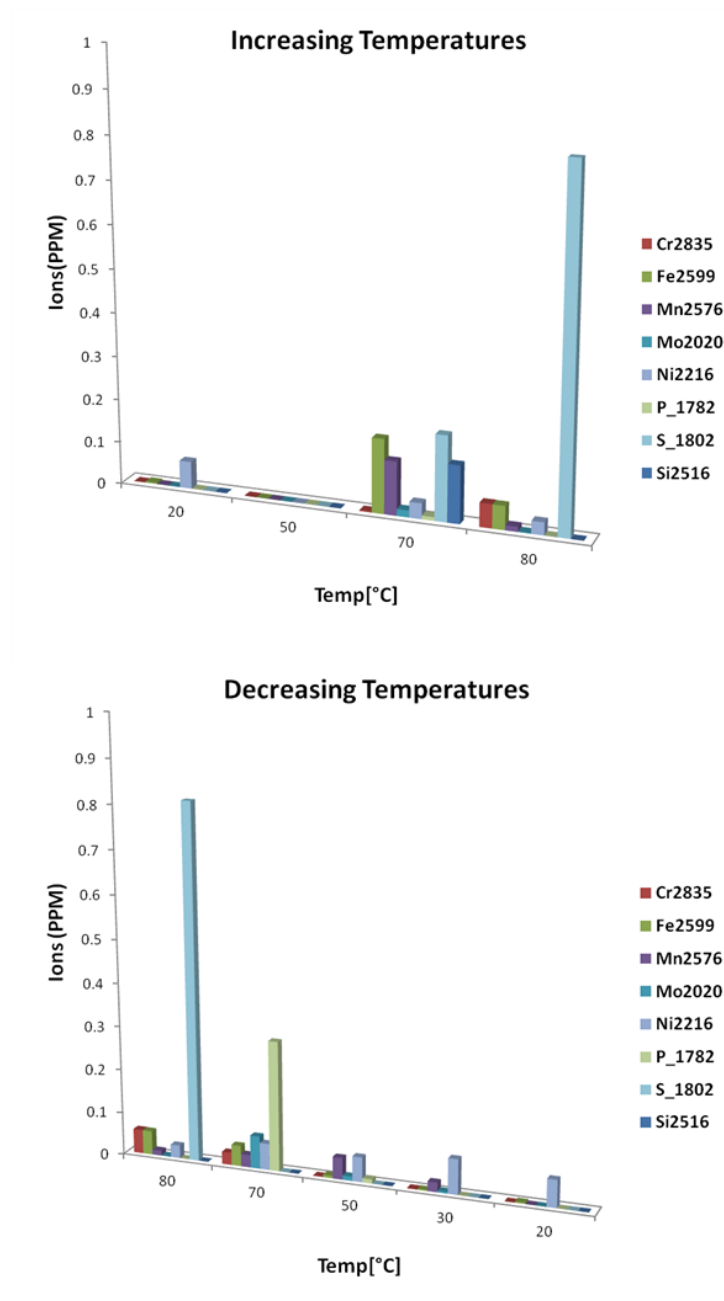 Increasing Temperatures
1
0.9
0.8
0.7
0.6
0.5
0.4
0.3
0.2
0.1
0
Ions(PPM)
20
50
70
80
Temp[°C]
Cr2835
Fe2599
Mn2576
Mo2020
Ni2216
P_1782
S_1802
Si2516
Decreasing Temperatures
1
0.9
0.8
0.7
0.6
0.5
0.4
0.3
0.2
0.1
0
Ions (PPM)
80
70
50
30
20
Temp[°C]
Cr2835
Fe2599
Mn2576
Mo2020
Ni2216
P_1782
S_1802
Si2516